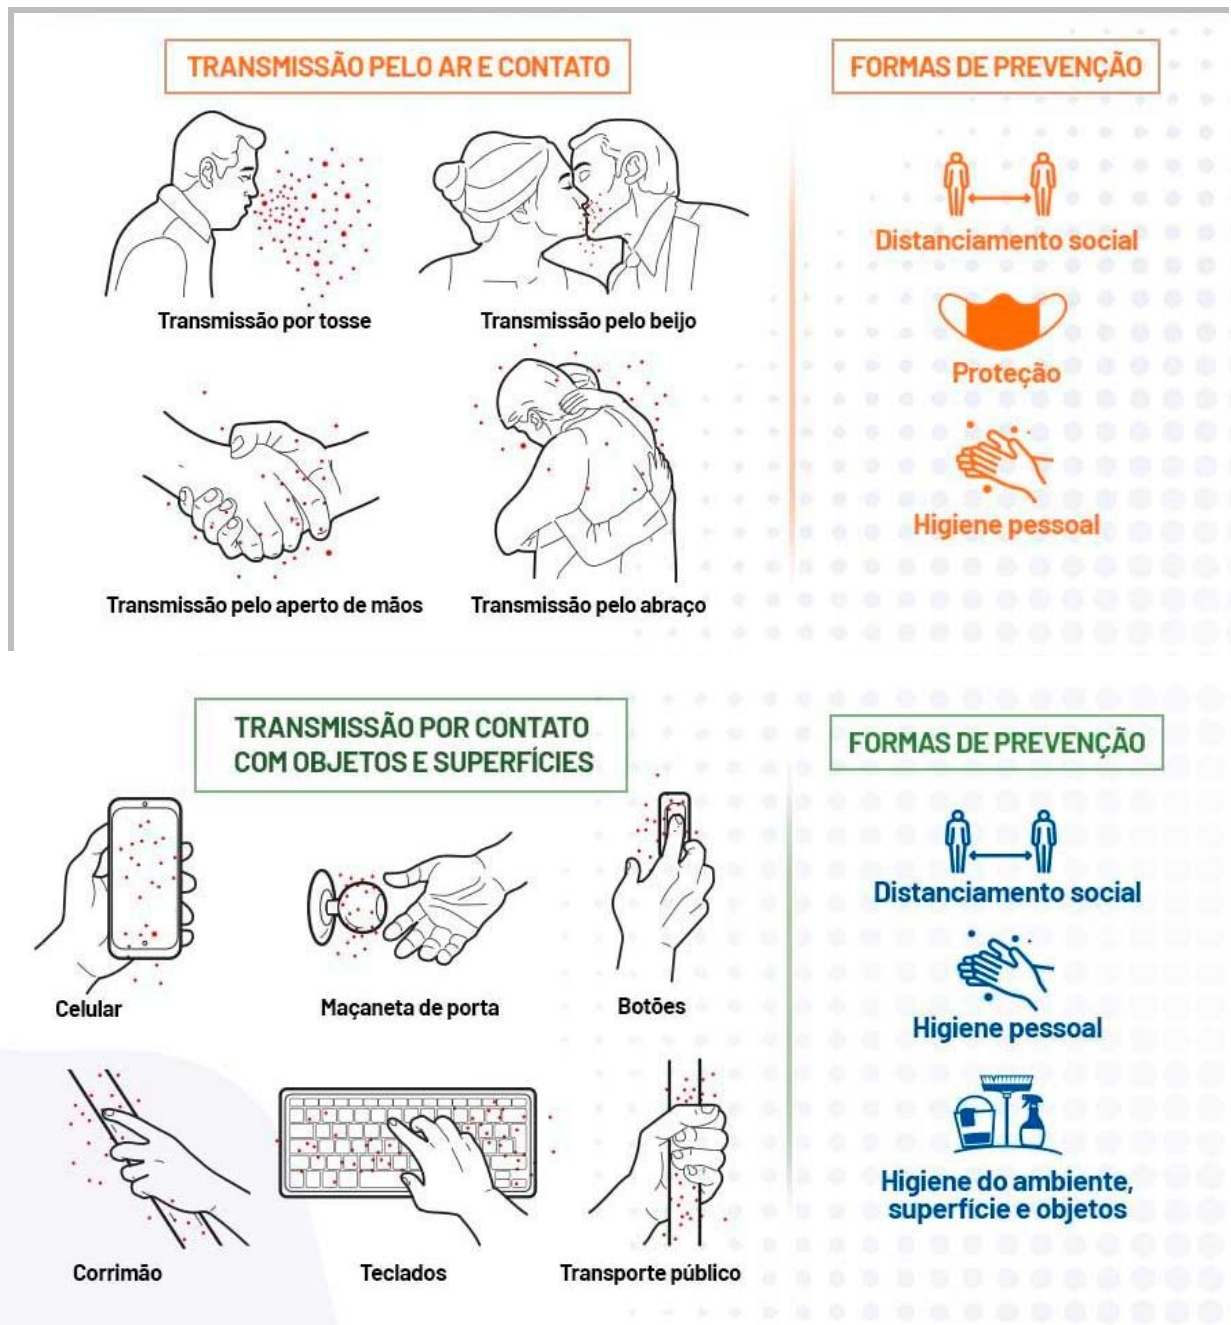 TRANSMISSÃO PELO AR E CONTATO
FORMAS DE PREVENÇÃO
Transmissão por tosse
Transmissão pelo beijo
Transmissão pelo aperto de mãos
Transmissão pelo abraço
Distanciamento social
Proteção
Higiene pessoal
TRANSMISSÃO POR CONTATO
COM OBJETOS E SUPERFÍCIES
FORMAS DE PREVENÇÃO
Celular
Maçaneta de porta
Botões
Corrimão
Teclados
Transporte público
Distanciamento social
Higiene pessoal
Higiene do ambiente,
superfície e objetos